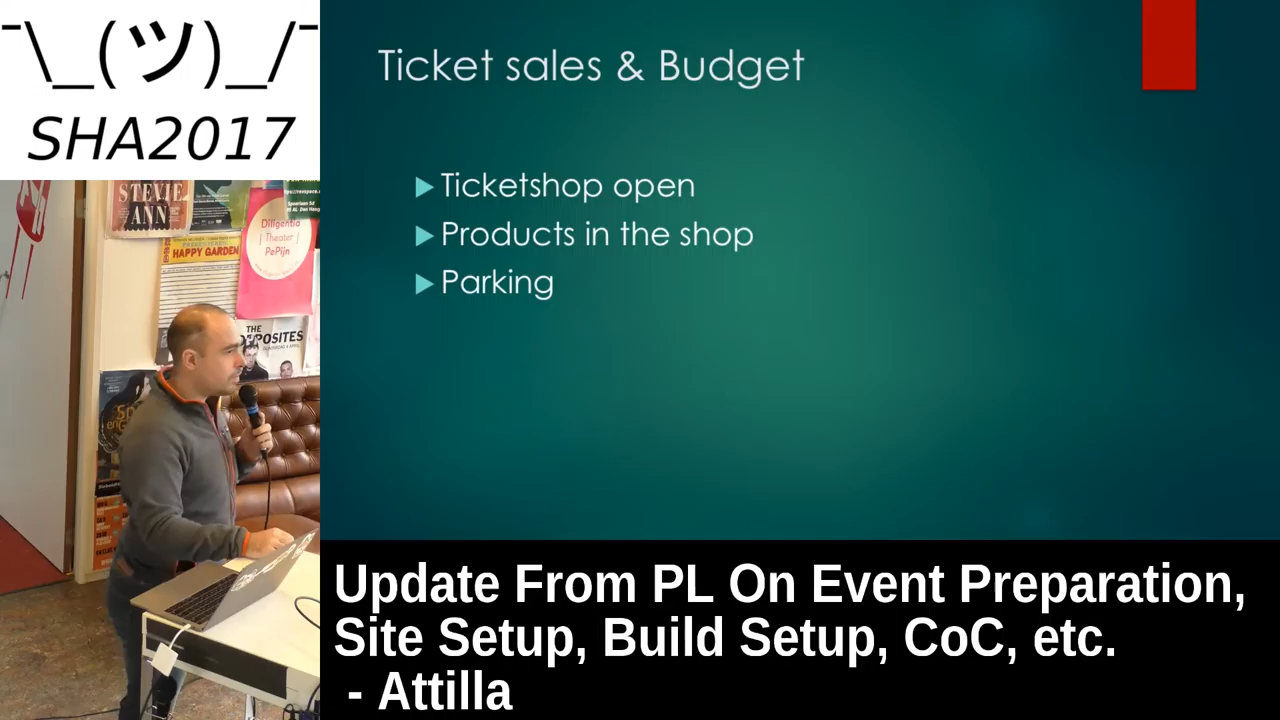 ¯\_(ツ)_/¯
SHA2017
Ticket sales & Budget
Ticketshop open
Products in the shop
Parking
STEVIE
ANN
Diligentia
Theater
PePijn
HAPPY GARDEN
THE
Update From PL On Event Preparation,
Site Setup, Build Setup, CoC, etc.
- Attilla